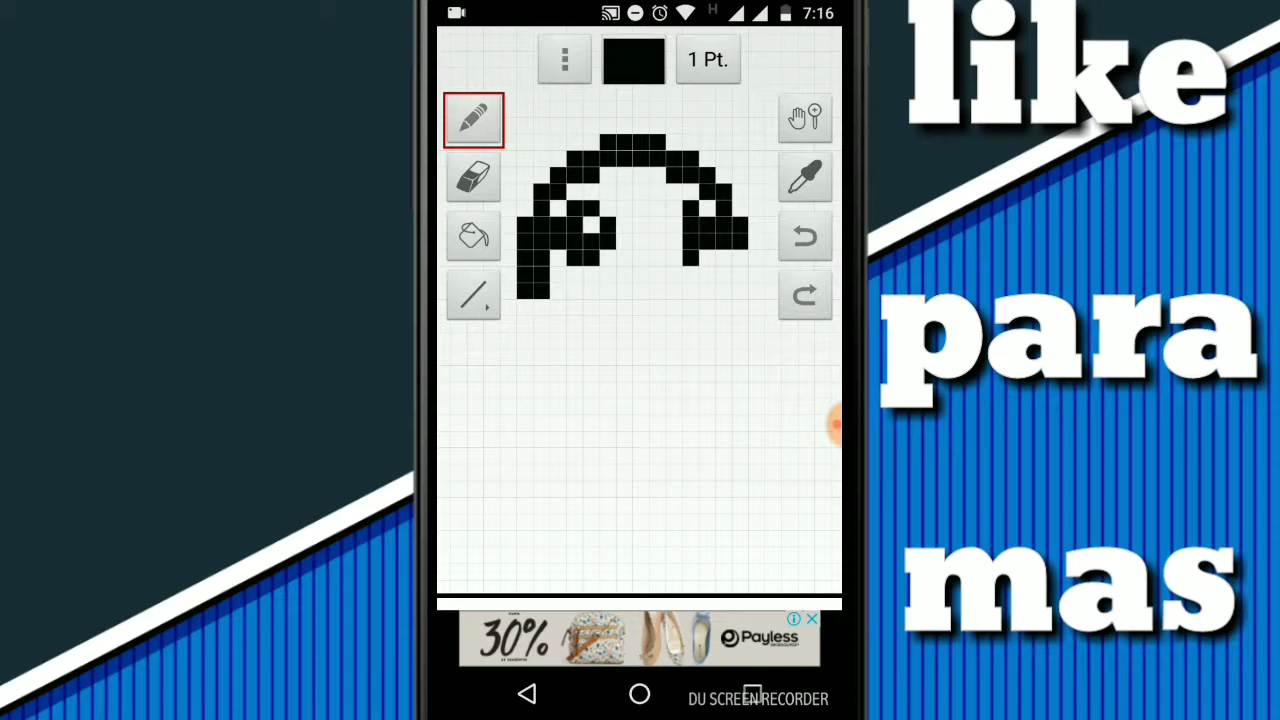 H
7:16
1 Pt.
like
para
mas
30%
Payless
DU SCREEN RECORDER